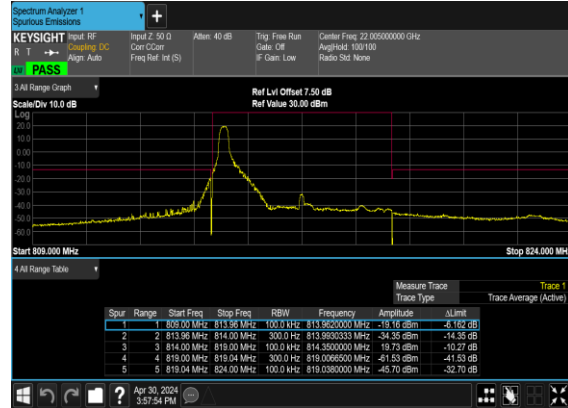 Spectrum Analyzer 1
Spurious Emissions
+
KEYSIGHT Input: RF Input Z: 50 Ω Atten: 40 dB Trig: Free Run Center Freq: 22.005000000 GHz
R T Coupling: DC Corr CCorr Gate: Off Avg|Hold: 100/100
Align: Auto Freq Ref: Int (S) IF Gain: Low Radio Std: None
LM PASS
3 All Range Graph
Ref Lvl Offset 7.50 dB
Scale/Div 10.0 dB Ref Value 30.00 dBm
Log
20.0
10.0
0.00
-10.0
-20.0
-30.0
-40.0
-50.0
-60.0
Start 809.000 MHz Stop 824.000 MHz
4 All Range Table
Measure Trace Trace 1
Trace Type Trace Average (Active)
Spur Range Start Freq Stop Freq RBW Frequency Amplitude ΔLimit
1 1 809.00 MHz 813.96 MHz 100.0 kHz 813.9620000 MHz -19.16 dBm -6.162 dB
2 2 813.96 MHz 814.00 MHz 300.0 Hz 813.9930333 MHz -34.35 dBm -14.35 dB
3 3 814.00 MHz 819.00 MHz 100.0 kHz 814.3500000 MHz 19.73 dBm -10.27 dB
4 4 819.00 MHz 819.04 MHz 300.0 Hz 819.0066500 MHz -61.53 dBm -41.53 dB
5 5 819.04 MHz 824.00 MHz 100.0 kHz 819.0380000 MHz -45.70 dBm -32.70 dB
? Apr 30, 2024
3:57:54 PM